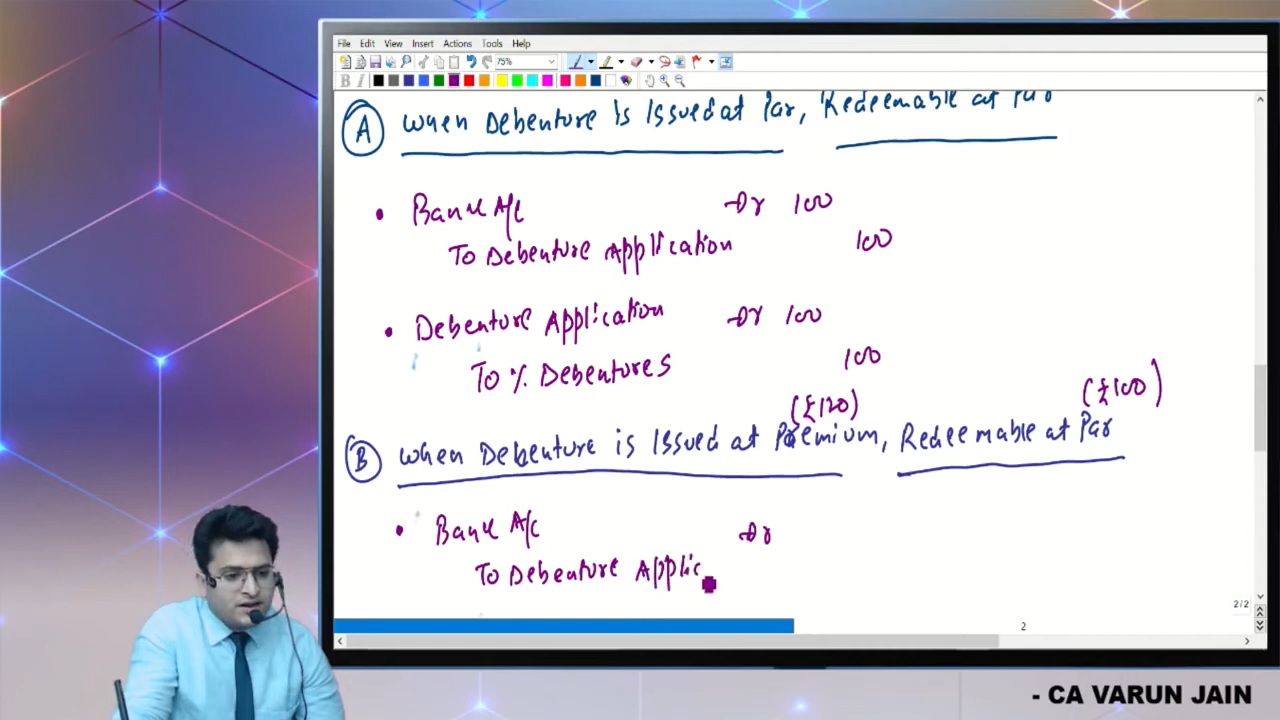 File Edit View Insert Actions Tools Help
75%
B I
A When Debenture is Issued at Par, Redeemable at Par
• Bank A/c Dr 100
To Debenture Application 100
• Debenture Application Dr 100
To % Debentures 100
(₤120) (₤100)
B When Debenture is Issued at Premium, Redeemable at Par
• Bank A/c Dr
To Debenture Applic
2/2
2
- CA VARUN JAIN